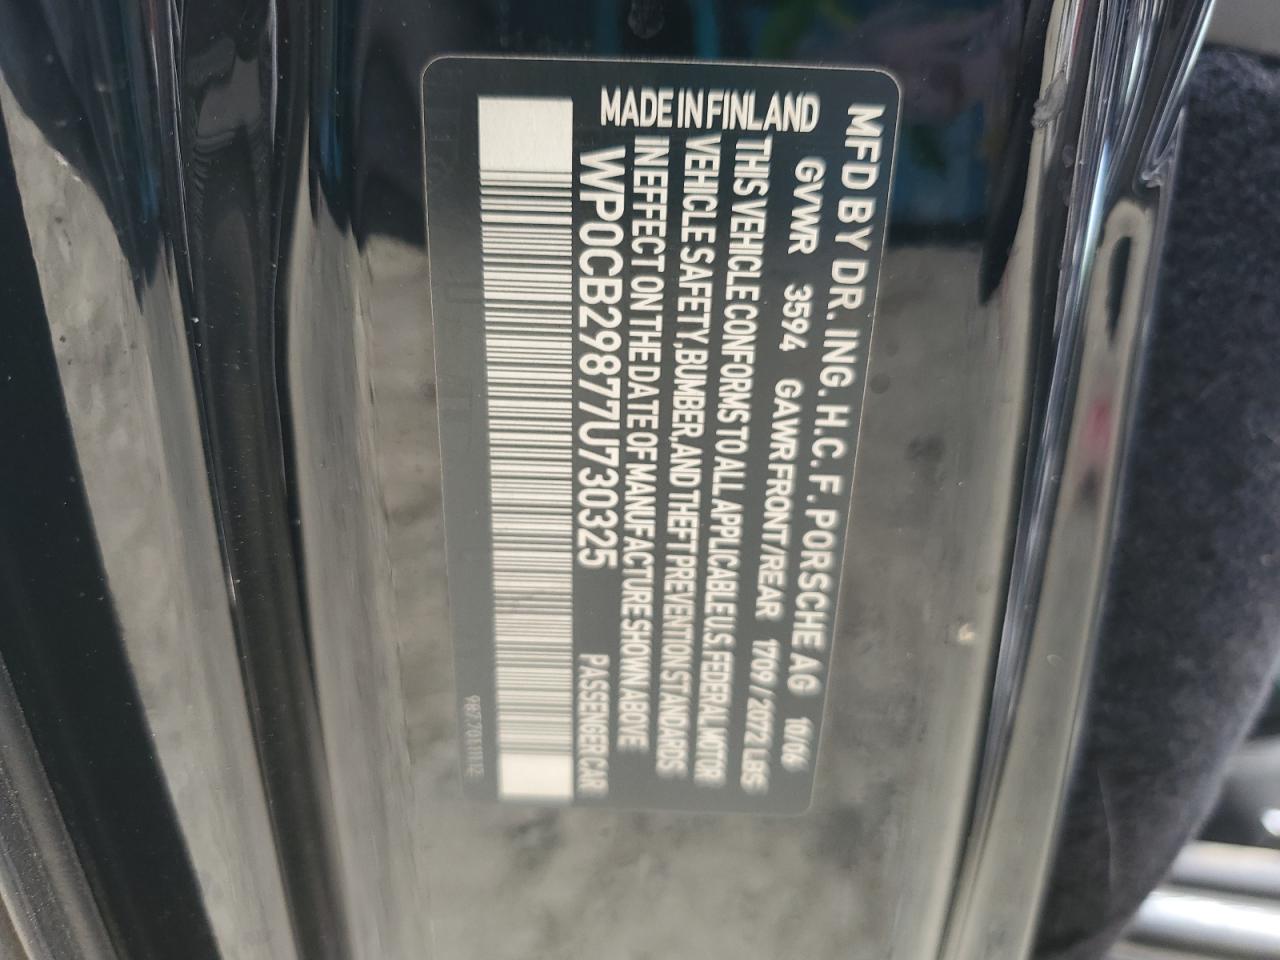 MFD BY DR. ING. H.C. F. PORSCHE AG 10/06
GVWR 3594 GAWR FRONT/REAR 1709 / 2072 LBS
THIS VEHICLE CONFORMS TO ALL APPLICABLE U.S. FEDERAL MOTOR
VEHICLE SAFETY, BUMBER, AND THEFT PREVENTION STANDARDS
IN EFFECT ON THE DATE OF MANUFACTURE SHOWN ABOVE
MADE IN FINLAND WP0CB29877U730325 PASSENGER CAR